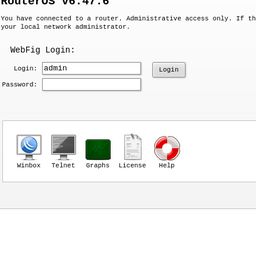 RouterOS v6.47.6
You have connected to a router. Administrative access only. If th
your local network administrator.
WebFig Login:
Login: admin Login
Password:
Winbox Telnet Graphs License Help